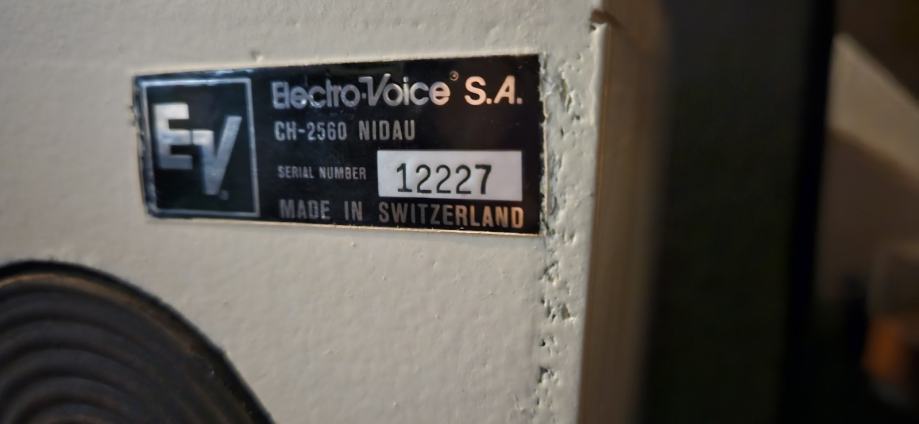 EV
Electro-Voice® S.A.
CH-2560 NIDAU
SERIAL NUMBER 12227
MADE IN SWITZERLAND